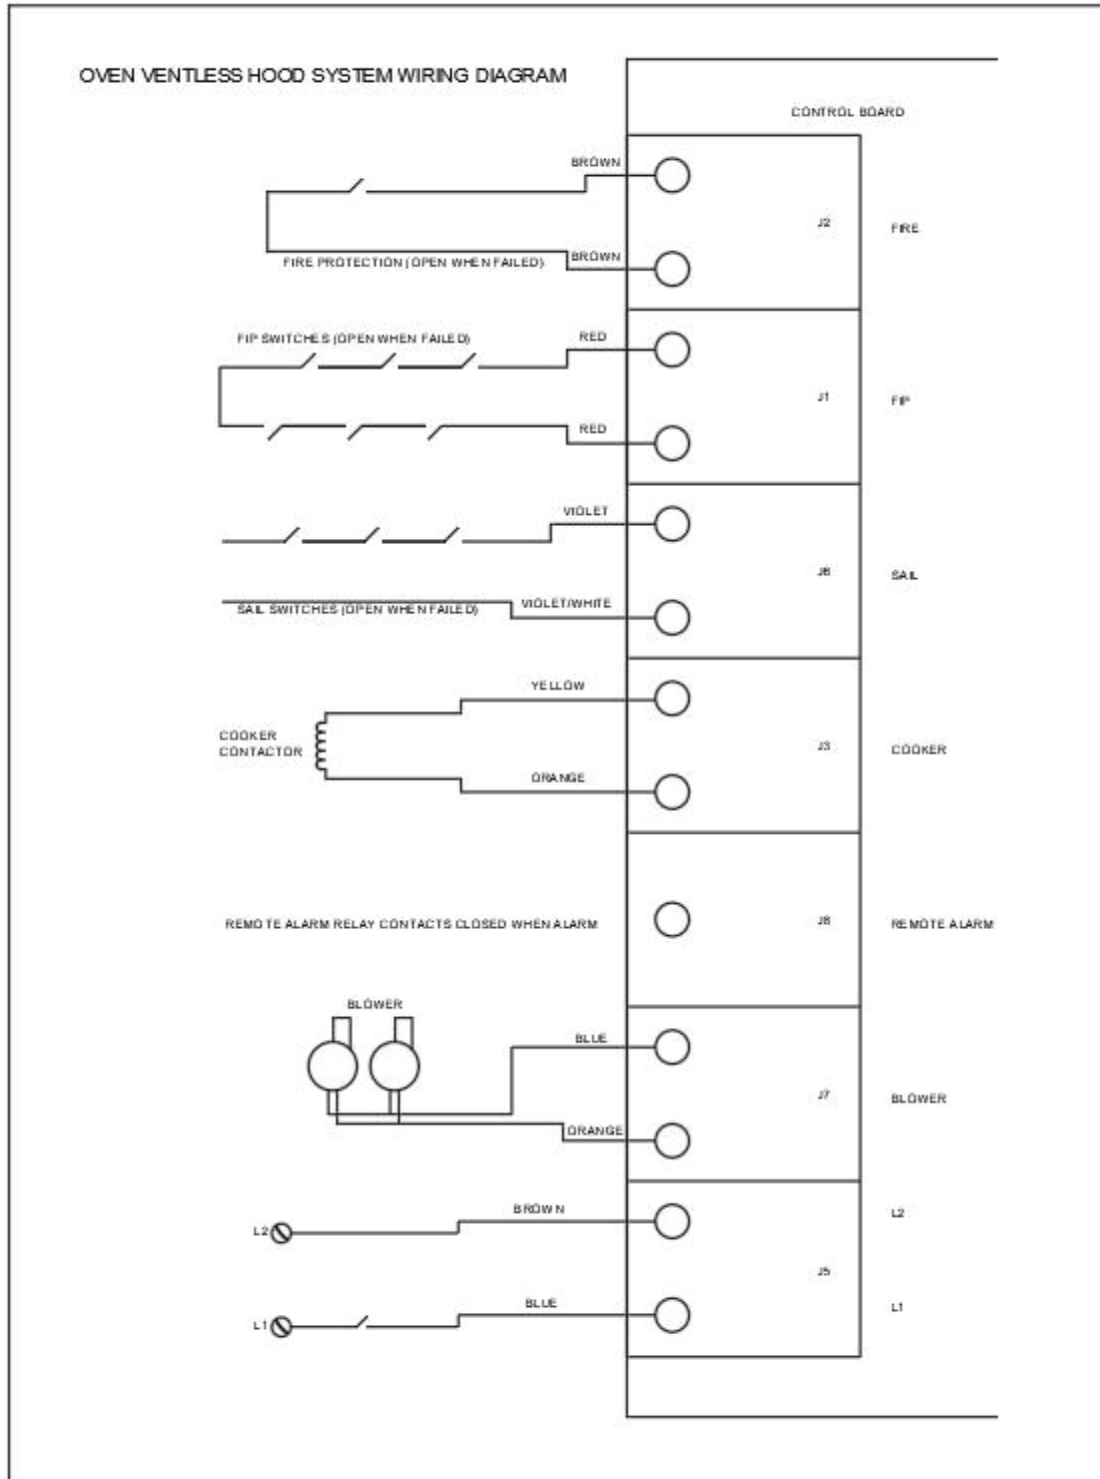 OVEN VENTLESS HOOD SYSTEM WIRING DIAGRAM
CONTROL BOARD
BROWN
J2
FIRE
BROWN
FIRE PROTECTION (OPEN WHEN FAILED)
FIP SWITCHES (OPEN WHEN FAILED)
RED
J1
FIP
RED
VIOLET
J6
SAIL
VIOLET/WHITE
SAIL SWITCHES (OPEN WHEN FAILED)
YELLOW
COOKER
CONTACTOR
J3
COOKER
ORANGE
REMOTE ALARM RELAY CONTACTS CLOSED WHEN ALARM
J8
REMOTE ALARM
BLOWER
BLUE
J7
BLOWER
ORANGE
BROWN
L2
L2
J5
BLUE
L1
L1